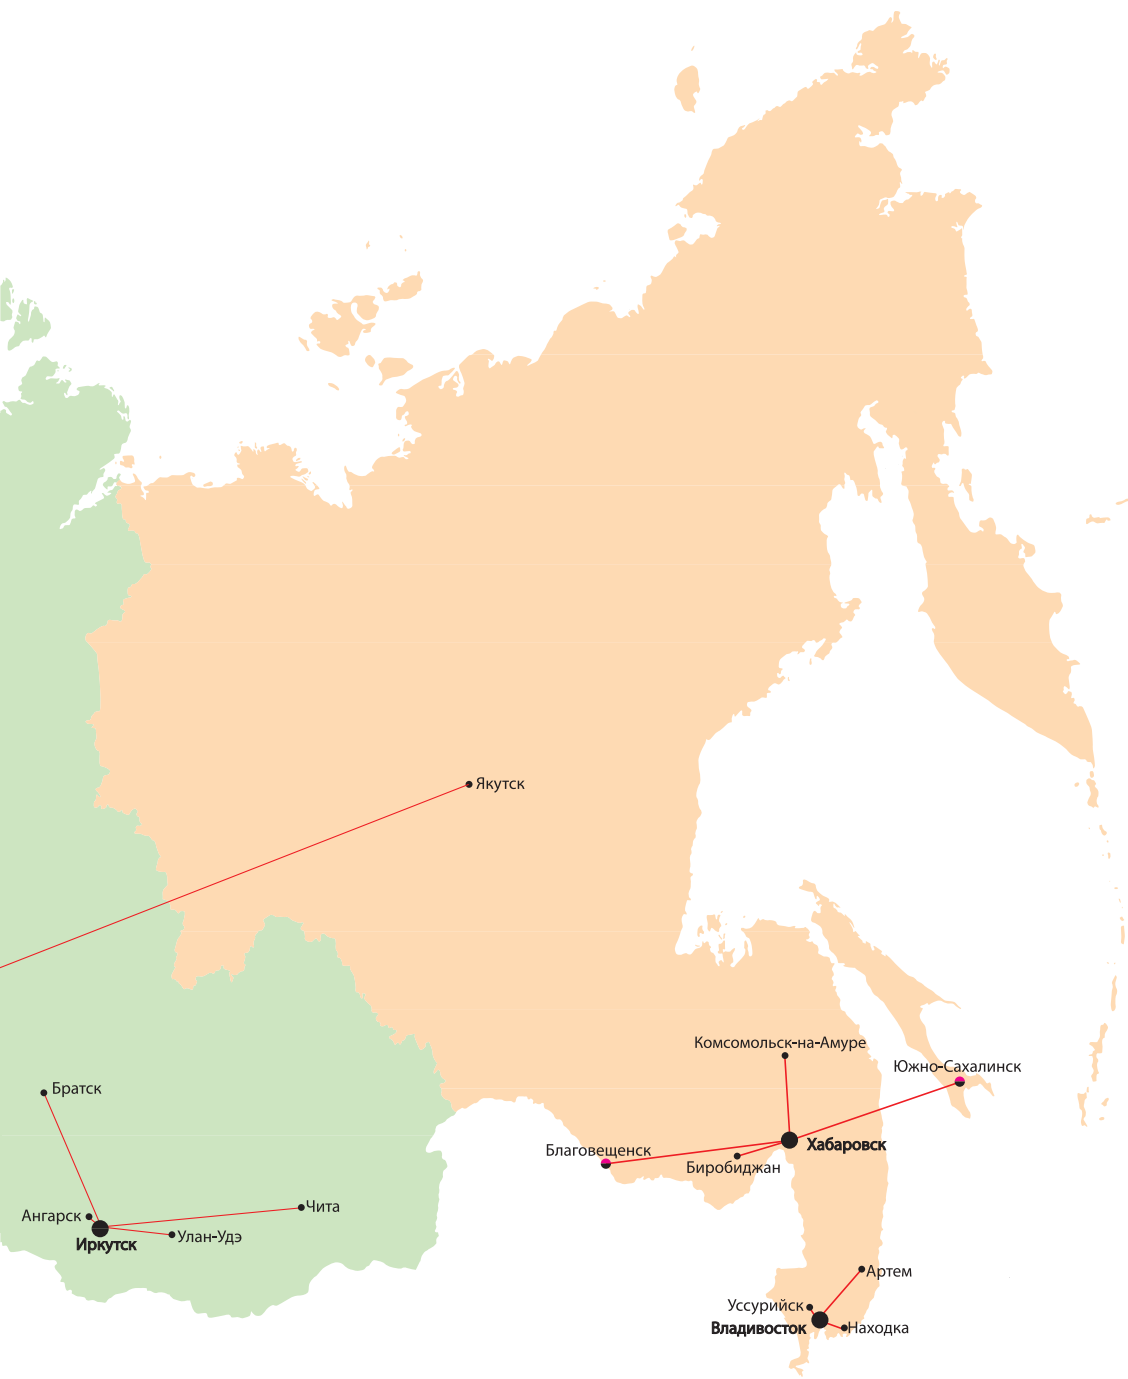 Якутск
Комсомольск-на-Амуре
Южно-Сахалинск
Братск
Хабаровск
Благовещенск
Биробиджан
Чита
Ангарск
Улан-Удэ
Иркутск
Артем
Уссурийск
Владивосток
Находка